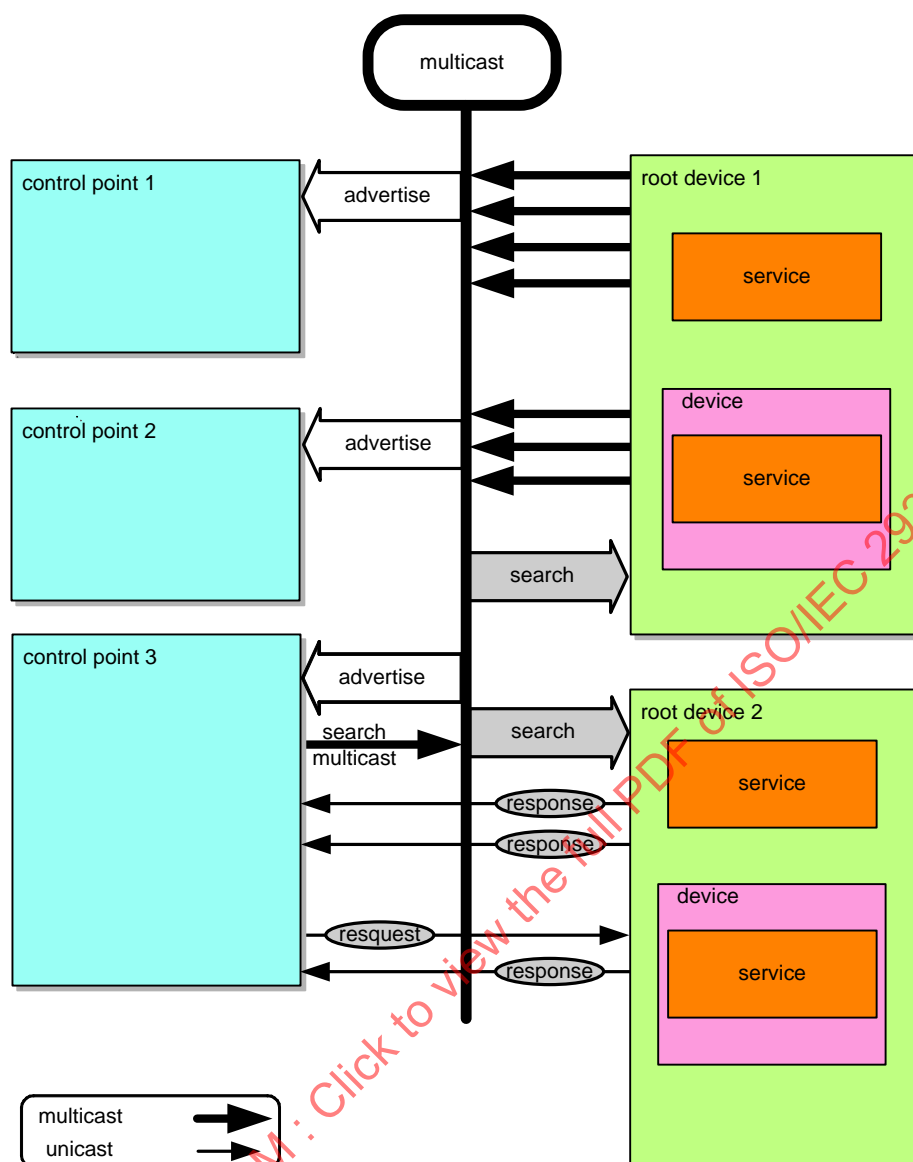 multicast
control point 1
advertise
root device 1
service
control point 2
advertise
device
service
search
control point 3
advertise
search
multicast
search
root device 2
service
response
response
device
resquest
service
response
multicast
unicast
M : Click to view the full PDF of ISO/IEC 29